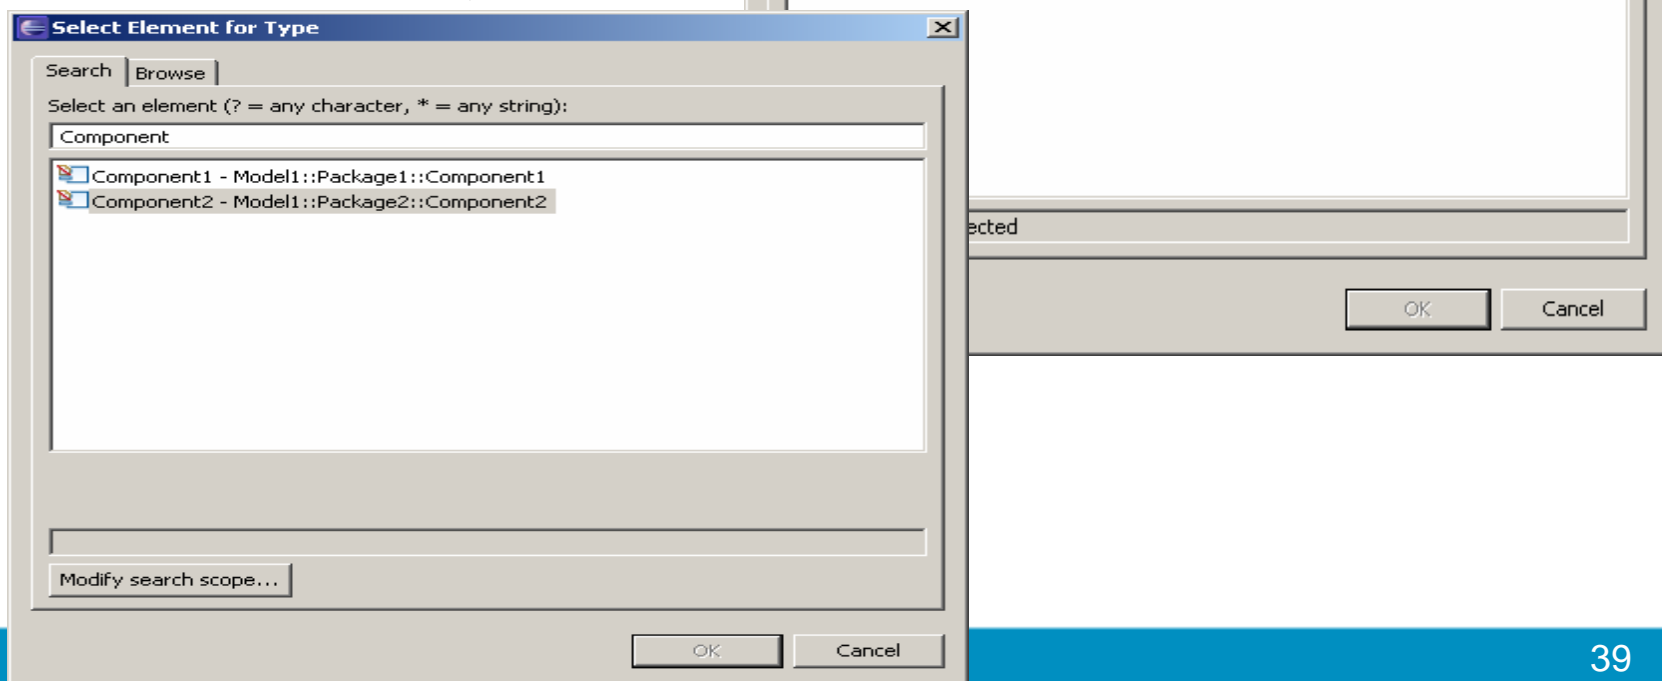 Select Element for Type
Search Browse
Select an element (? = any character, * = any string):
Component
Component1 - Model1::Package1::Component1
Component2 - Model1::Package2::Component2
Modify search scope...
OK Cancel
ected
OK Cancel
39